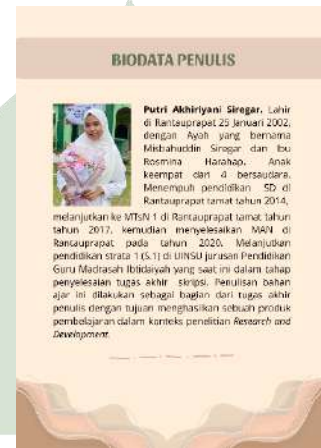 BIODATA PENULIS
Putri Akhiriyani Siregar. Lahir
di Rantauprapat 25 Januari 2002,
dengan Ayah yang bernama
Misbahuddin Siregar dan Ibu
Rosmina Harahap. Anak
keempat dari 4 bersaudara.
Menempuh pendidikan SD di
Rantauprapat tamat tahun 2014,
melanjutkan ke MTsN 1 di Rantauprapat tamat tahun
tahun 2017, kemudian menyelesaikan MAN di
Rantauprapat pada tahun 2020. Melanjutkan
pendidikan strata 1 (S.1) di UINSU jurusan Pendidikan
Guru Madrasah Ibtidaiyah yang saat ini dalam tahap
penyelesaian tugas akhir skripsi. Penulisan bahan
ajar ini dilakukan sebagai bagian dari tugas akhir
penulis dengan tujuan menghasilkan sebuah produk
pembelajaran dalam konteks penelitian Research and
Development.